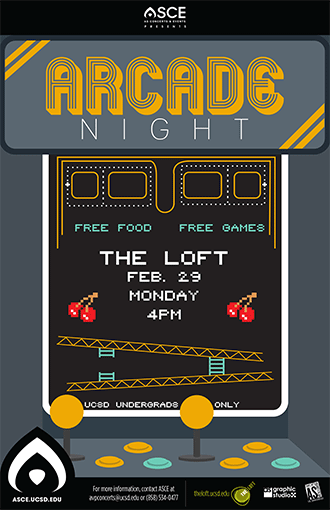 ASCE
AS CONCERTS & EVENTS
PRESENTS
ARCADE
NIGHT
FREE FOOD FREE GAMES
THE LOFT
FEB. 29
MONDAY
4PM
UCSD UNDERGRADS ONLY
ASCE.UCSD.EDU
For more information, contact ASCE at
avpconcerts@ucsd.edu or (858) 534-0477
theloft.ucsd.edu
graphic
studio